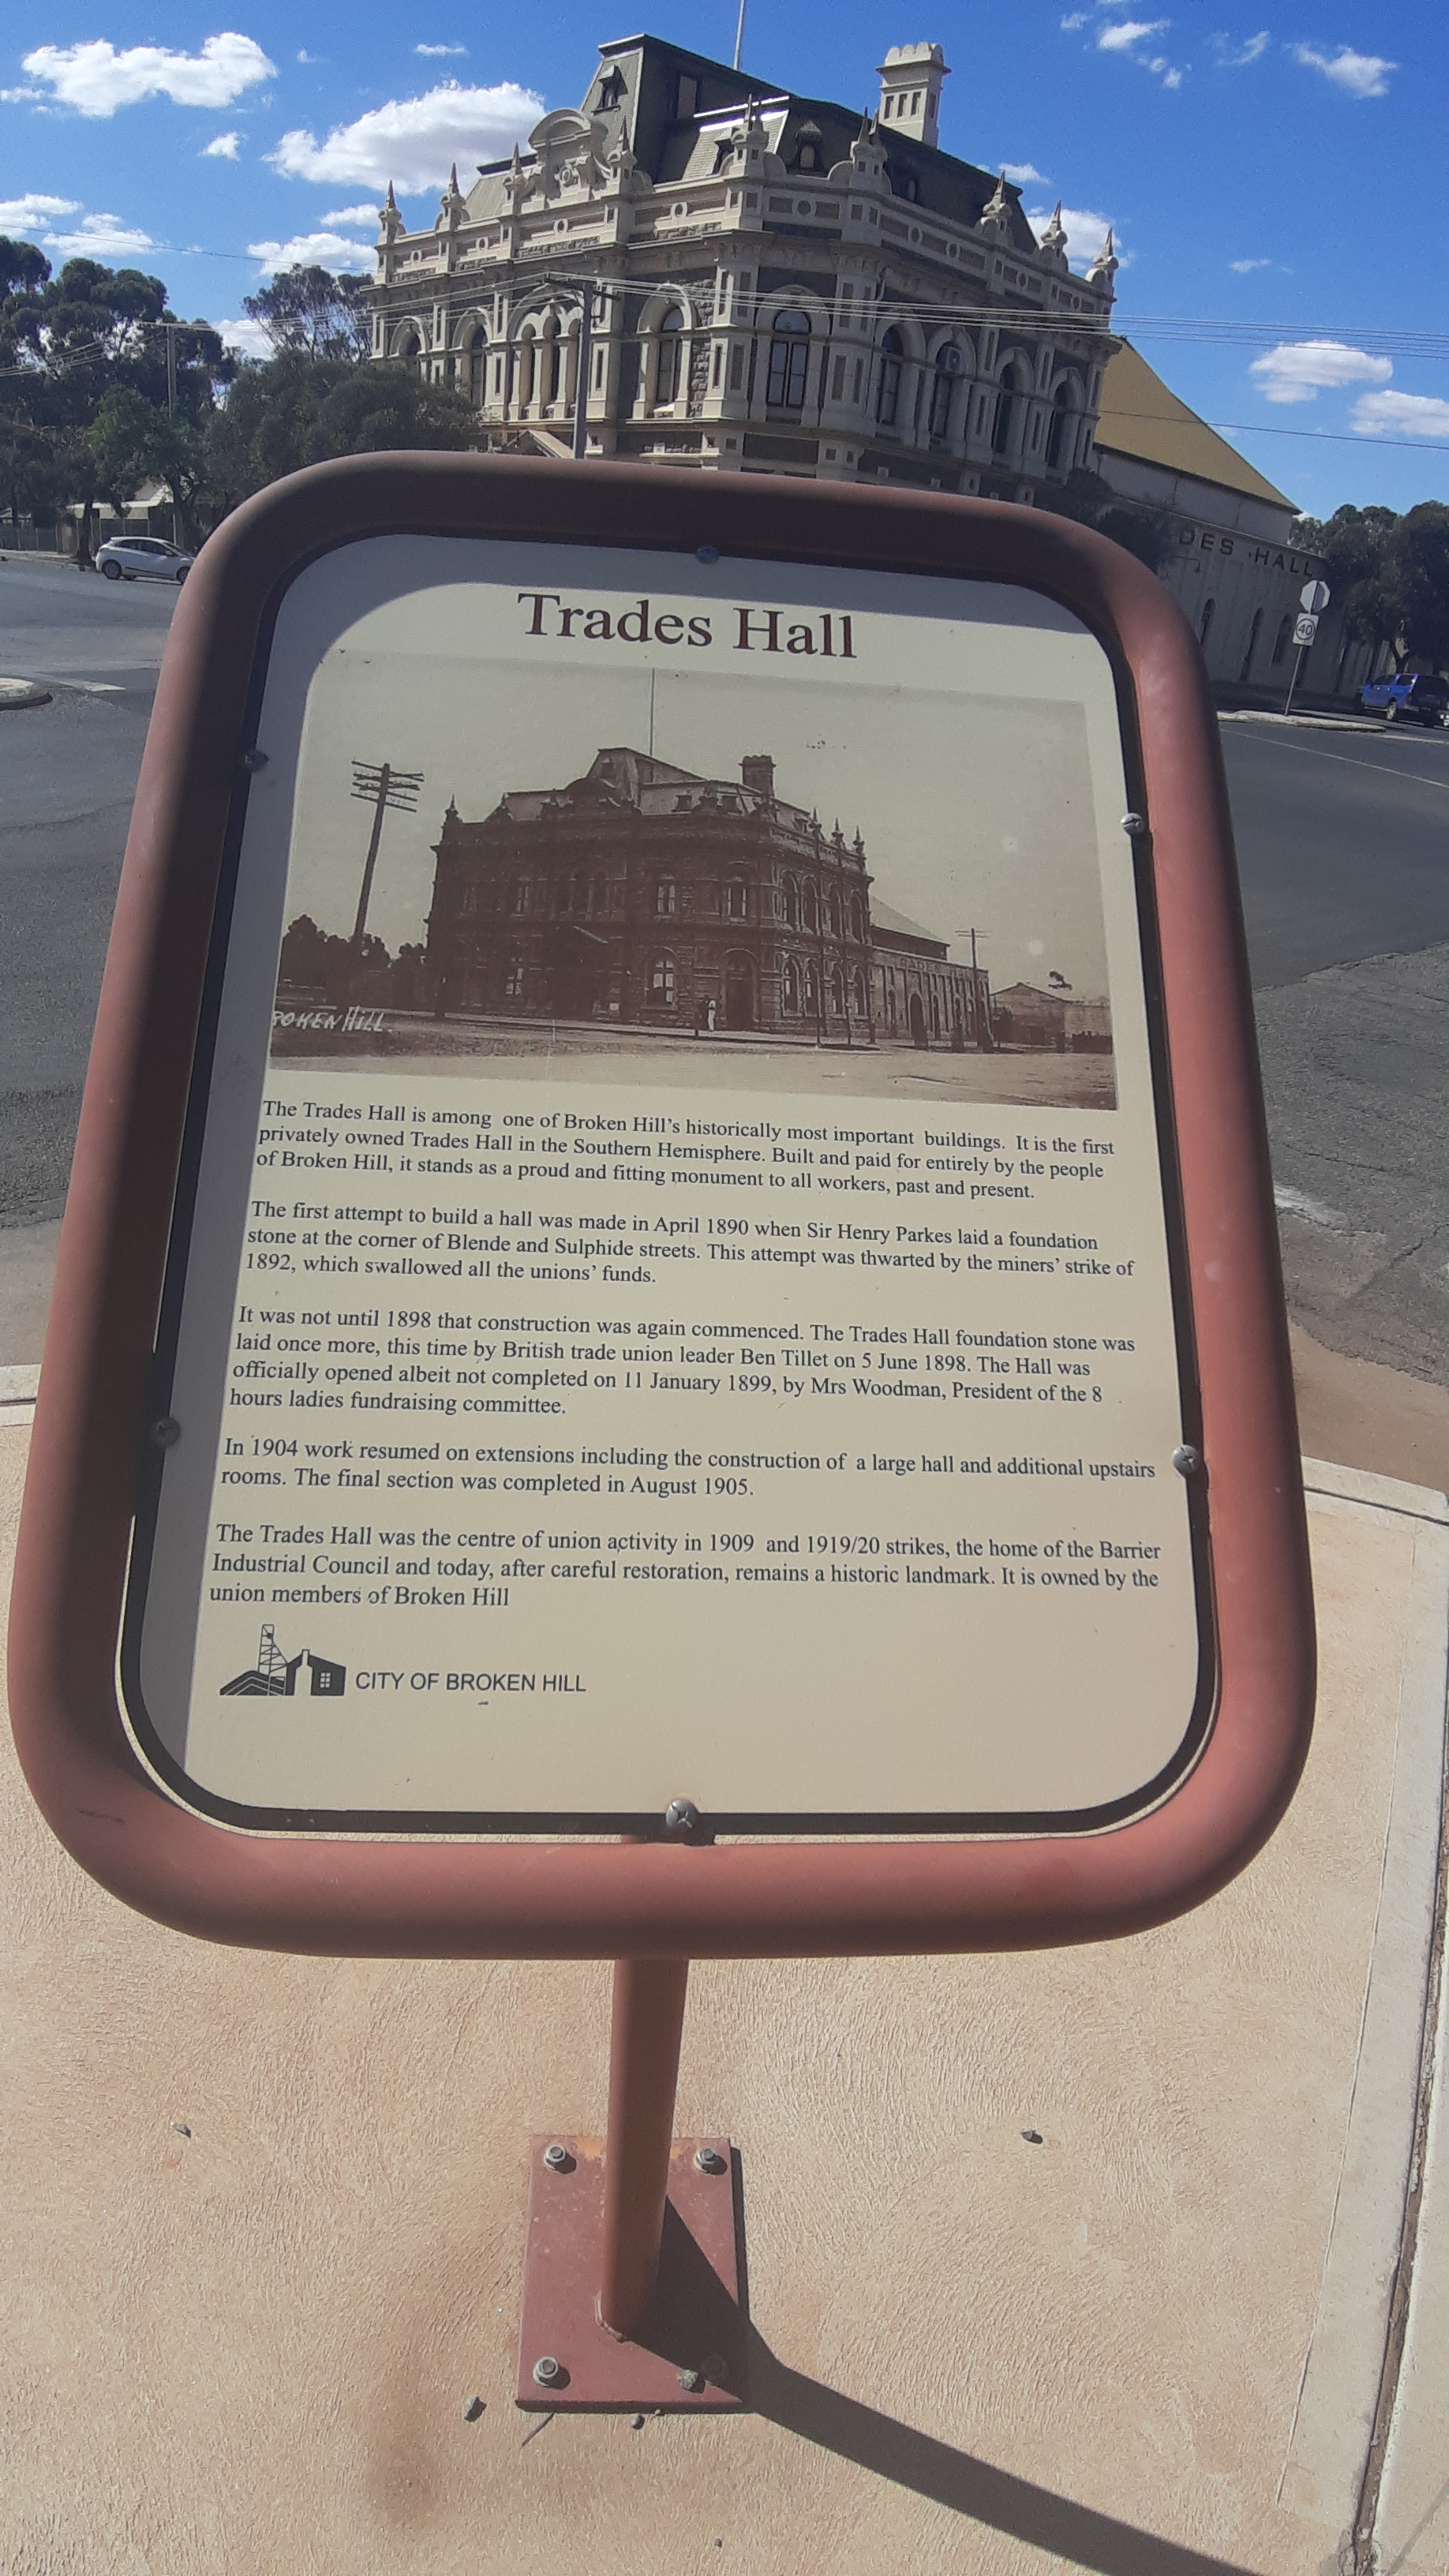 DES HALL
40
Trades Hall
ROKEN HILL.
The Trades Hall is among one of Broken Hill's historically most important buildings. It is the first
privately owned Trades Hall in the Southern Hemisphere. Built and paid for entirely by the people
of Broken Hill, it stands as a proud and fitting monument to all workers, past and present.
The first attempt to build a hall was made in April 1890 when Sir Henry Parkes laid a foundation
stone at the corner of Blende and Sulphide streets. This attempt was thwarted by the miners' strike of
1892, which swallowed all the unions' funds.
It was not until 1898 that construction was again commenced. The Trades Hall foundation stone was
laid once more, this time by British trade union leader Ben Tillet on 5 June 1898. The Hall was
officially opened albeit not completed on 11 January 1899, by Mrs Woodman, President of the 8
hours ladies fundraising committee.
In 1904 work resumed on extensions including the construction of a large hall and additional upstairs
rooms. The final section was completed in August 1905.
The Trades Hall was the centre of union activity in 1909 and 1919/20 strikes, the home of the Barrier
Industrial Council and today, after careful restoration, remains a historic landmark. It is owned by the
union members of Broken Hill
CITY OF BROKEN HILL